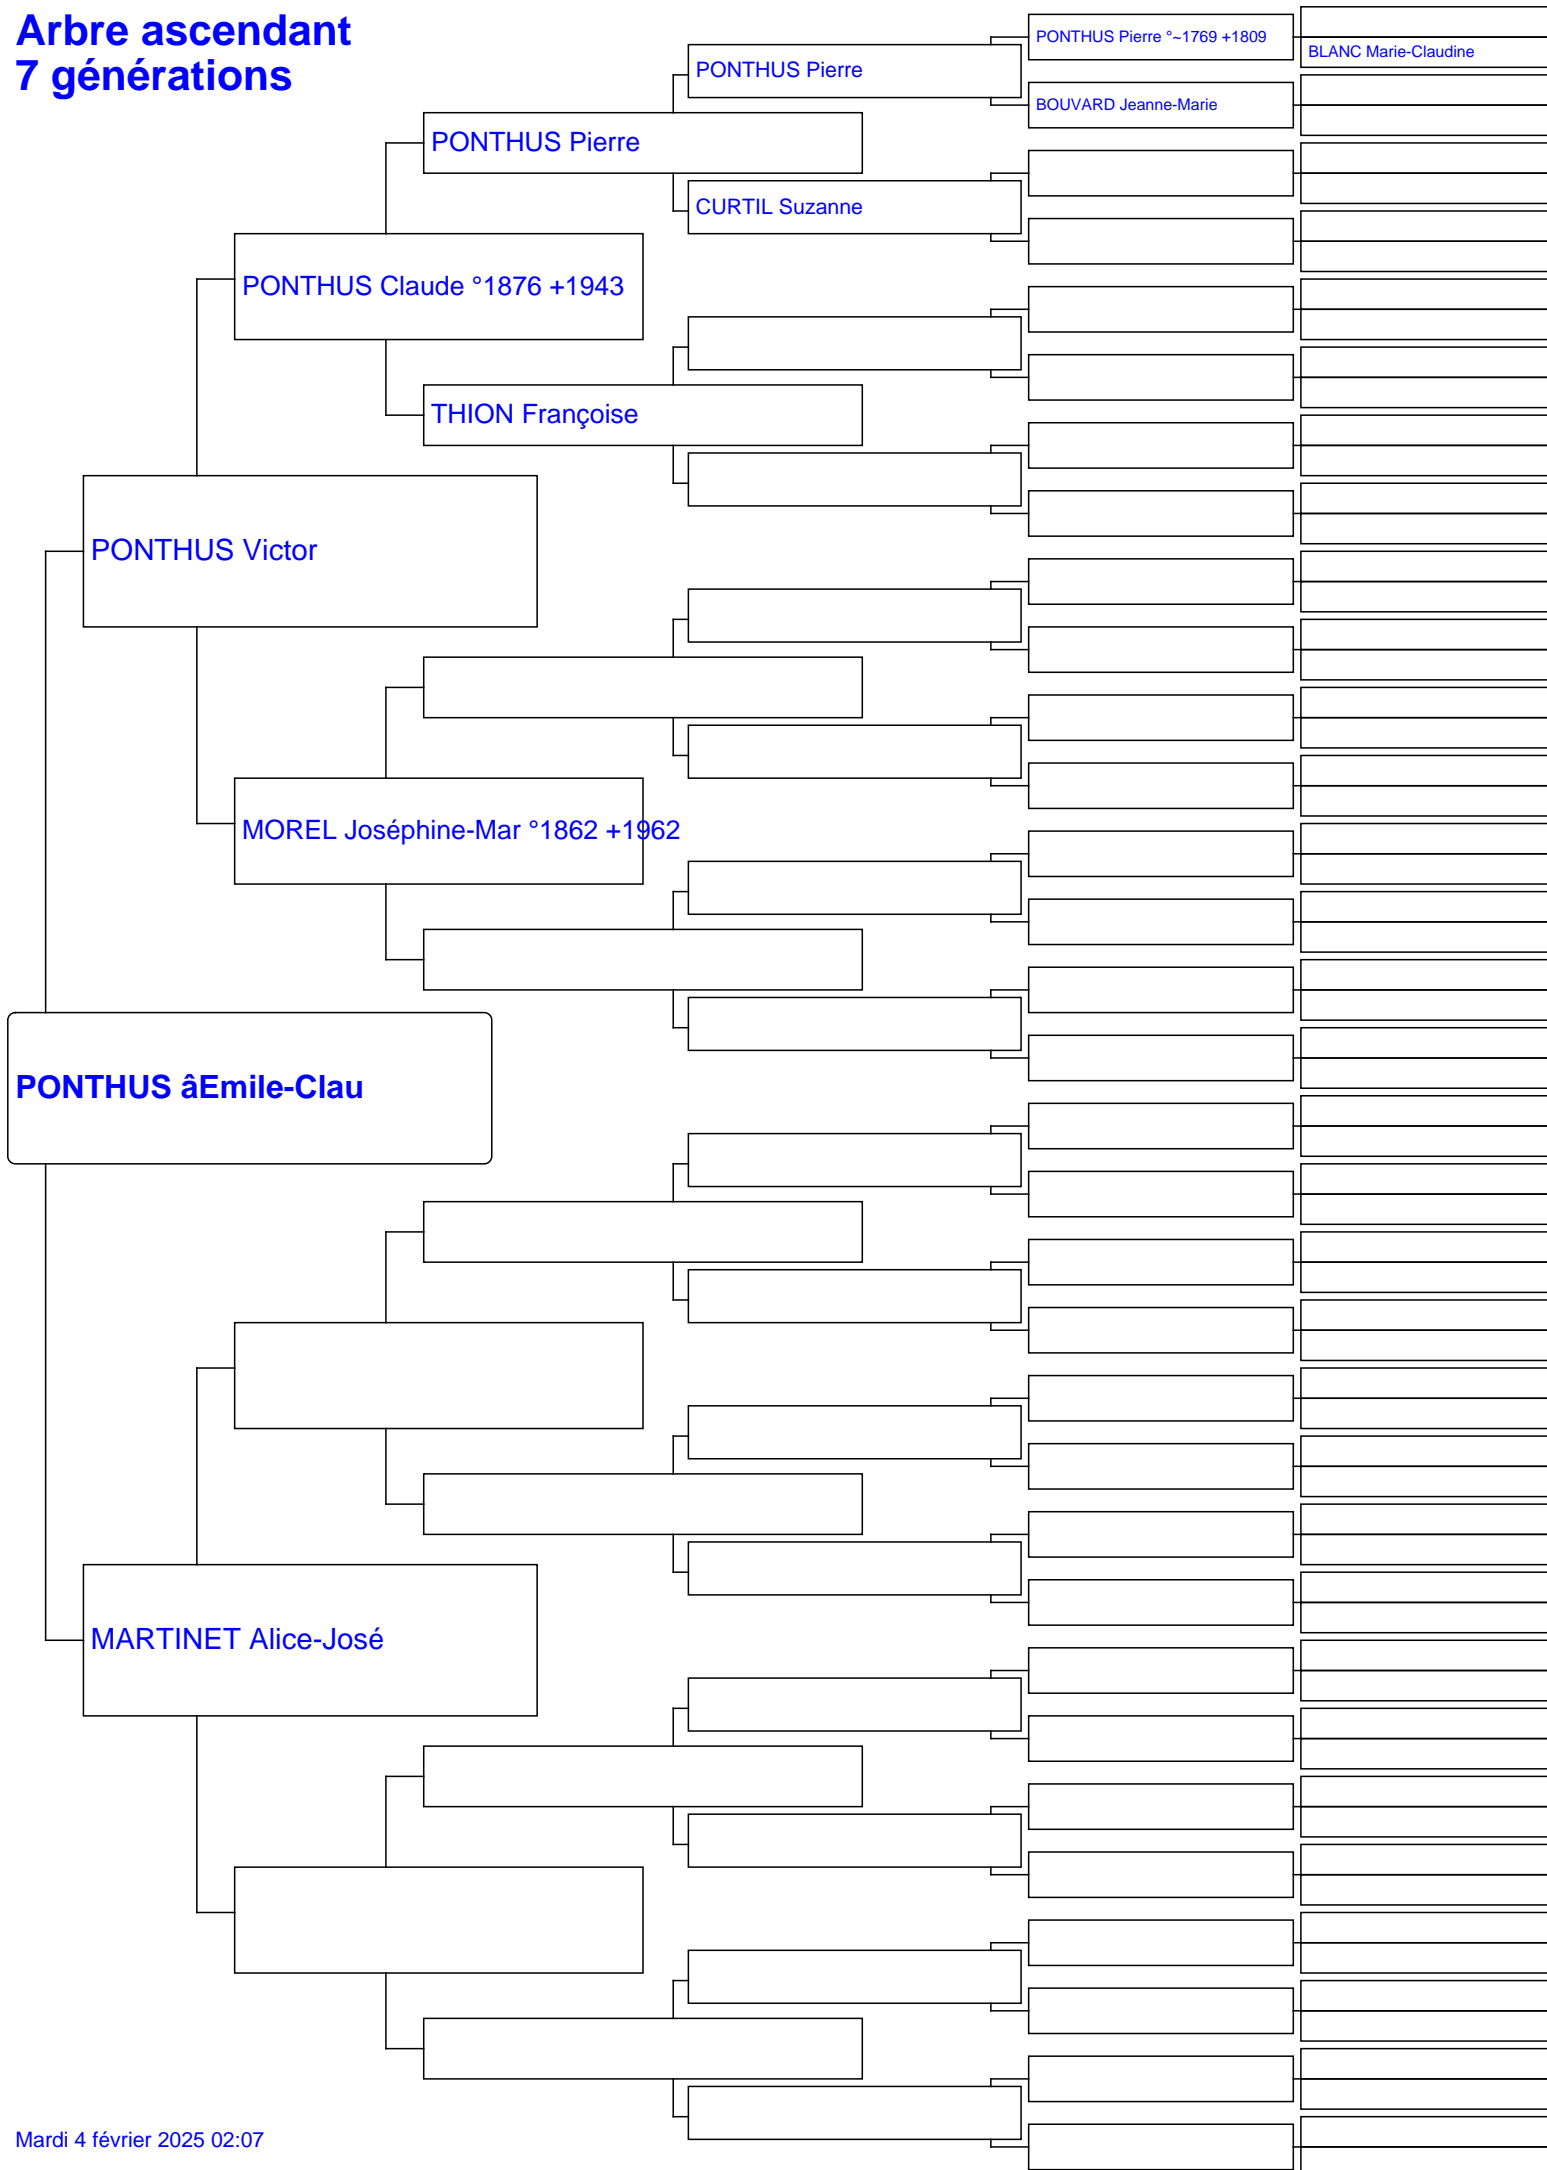 Arbre ascendant
7 générations
PONTHUS Pierre °~1769 +1809
BLANC Marie-Claudine
PONTHUS Pierre
BOUVARD Jeanne-Marie
PONTHUS Pierre
CURTIL Suzanne
PONTHUS Claude °1876 +1943
THION Françoise
PONTHUS Victor
MOREL Joséphine-Mar °1862 +1962
PONTHUS âEmile-Clau
MARTINET Alice-José
Mardi 4 février 2025 02:07